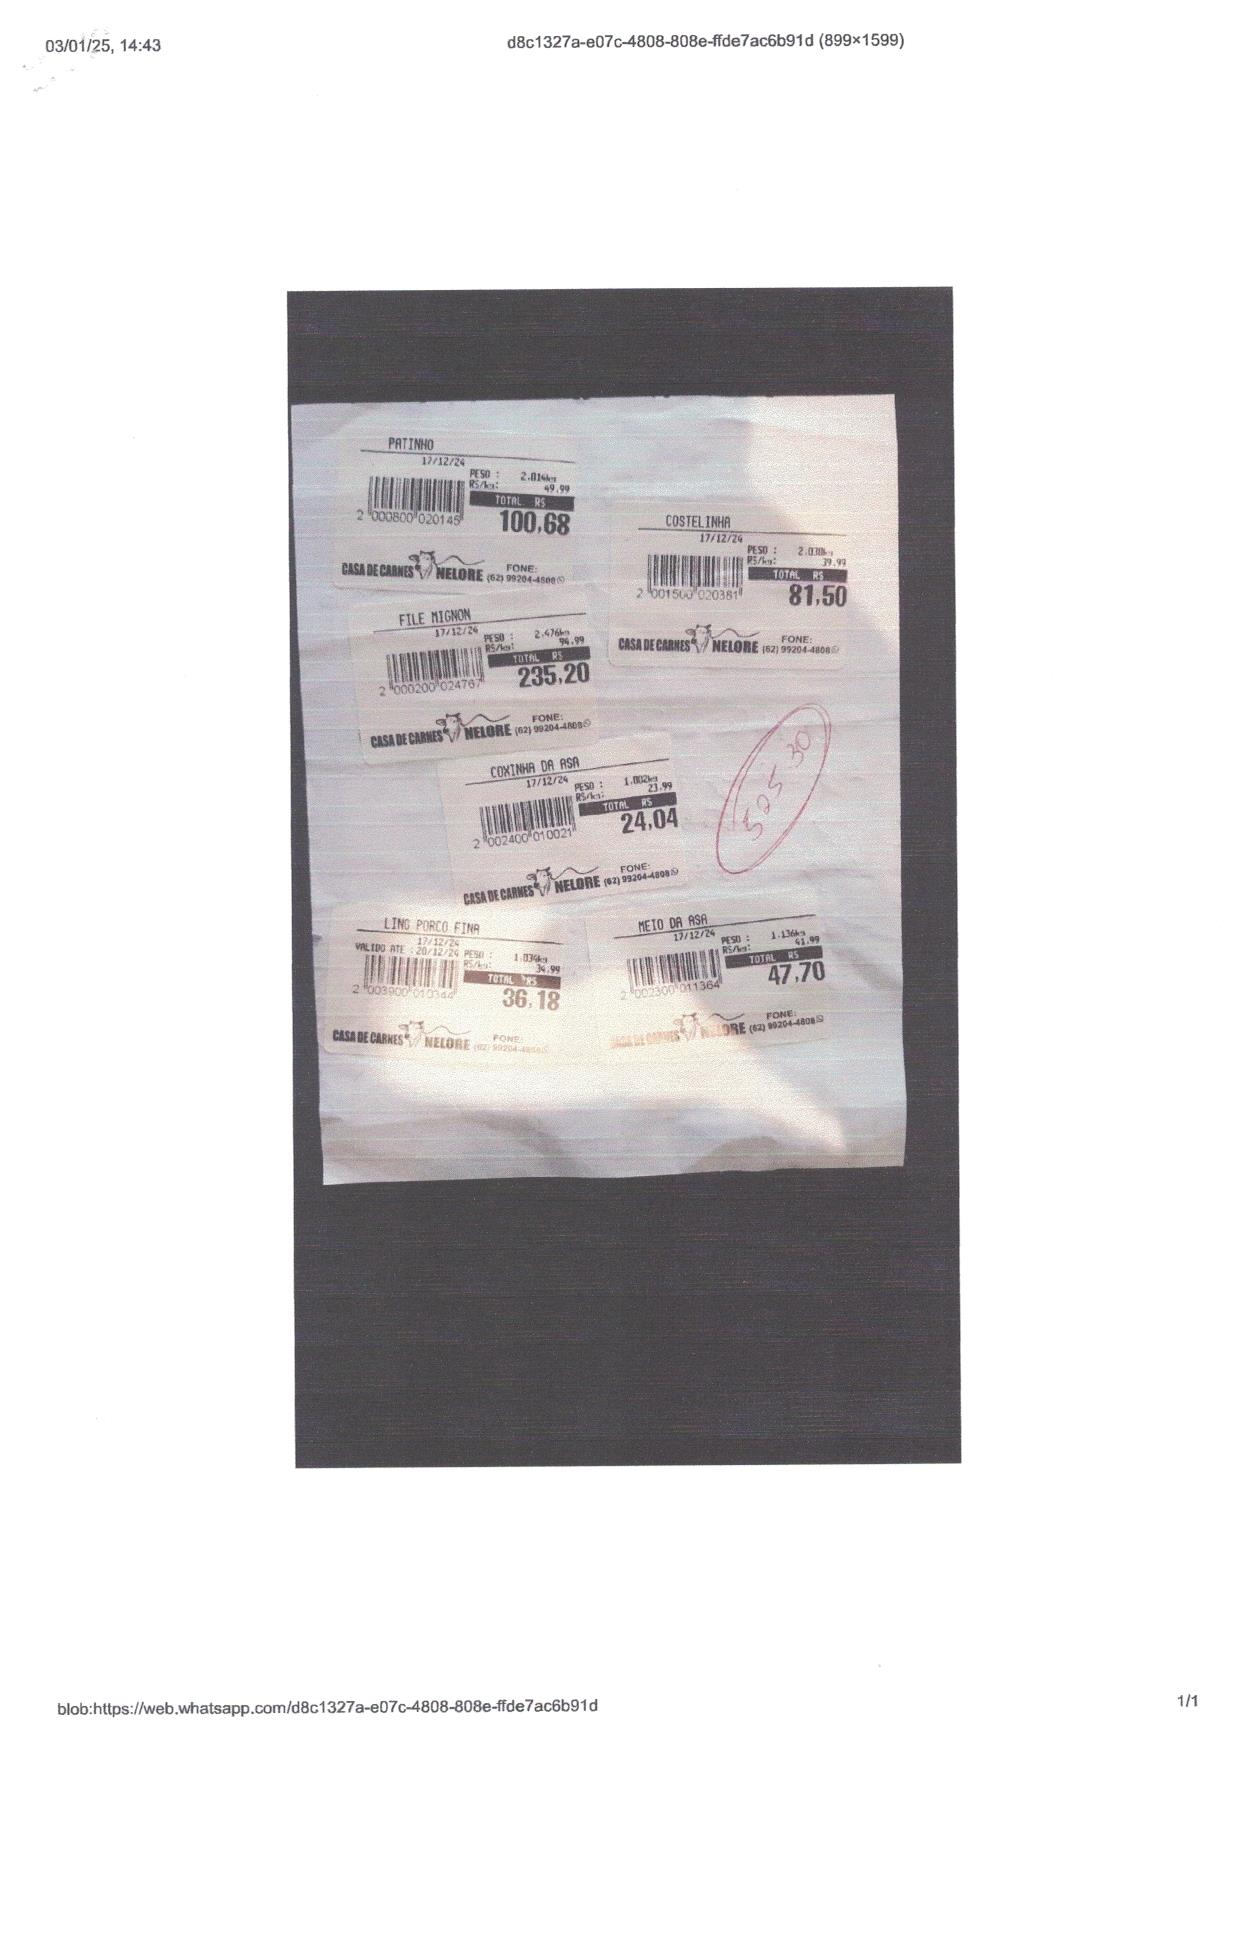 03/01/25, 14:43
d8c1327a-e07c-4808-808e-ffde7ac6b91d (899×1599)
PATINHO
17/12/24
PESO : 2.014kg
R$/kg: 49.99
TOTAL R$
100,68
2 000800 020145
CASA DE CARNES NELORE
FONE:
(62) 99204-4808
COSTELINHA
17/12/24
PESO : 2.038kg
R$/kg: 39.99
TOTAL R$
81,50
2 001500 020381
CASA DE CARNES NELORE
FONE:
(62) 99204-4808
FILE MIGNON
17/12/24
PESO : 2.476kg
R$/kg: 94.99
TOTAL R$
235,20
2 000200 024767
CASA DE CARNES NELORE
FONE:
(62) 99204-4808
COXINHA DA ASA
17/12/24
PESO : 1.002kg
R$/kg: 23.99
TOTAL R$
24,04
2 002400 010021
CASA DE CARNES NELORE
FONE:
(62) 99204-4808
525.30
LING PORCO FINA
17/12/24
VALIDO ATE : 20/12/24
PESO : 1.034kg
R$/kg: 34.99
TOTAL R$
36,18
2 003900 010344
CASA DE CARNES NELORE
FONE:
(62) 99204-4808
MEIO DA ASA
17/12/24
PESO : 1.136kg
R$/kg: 41.99
TOTAL R$
47,70
2 002300 011364
CASA DE CARNES NELORE
FONE:
(62) 99204-4808
blob:https://web.whatsapp.com/d8c1327a-e07c-4808-808e-ffde7ac6b91d
1/1